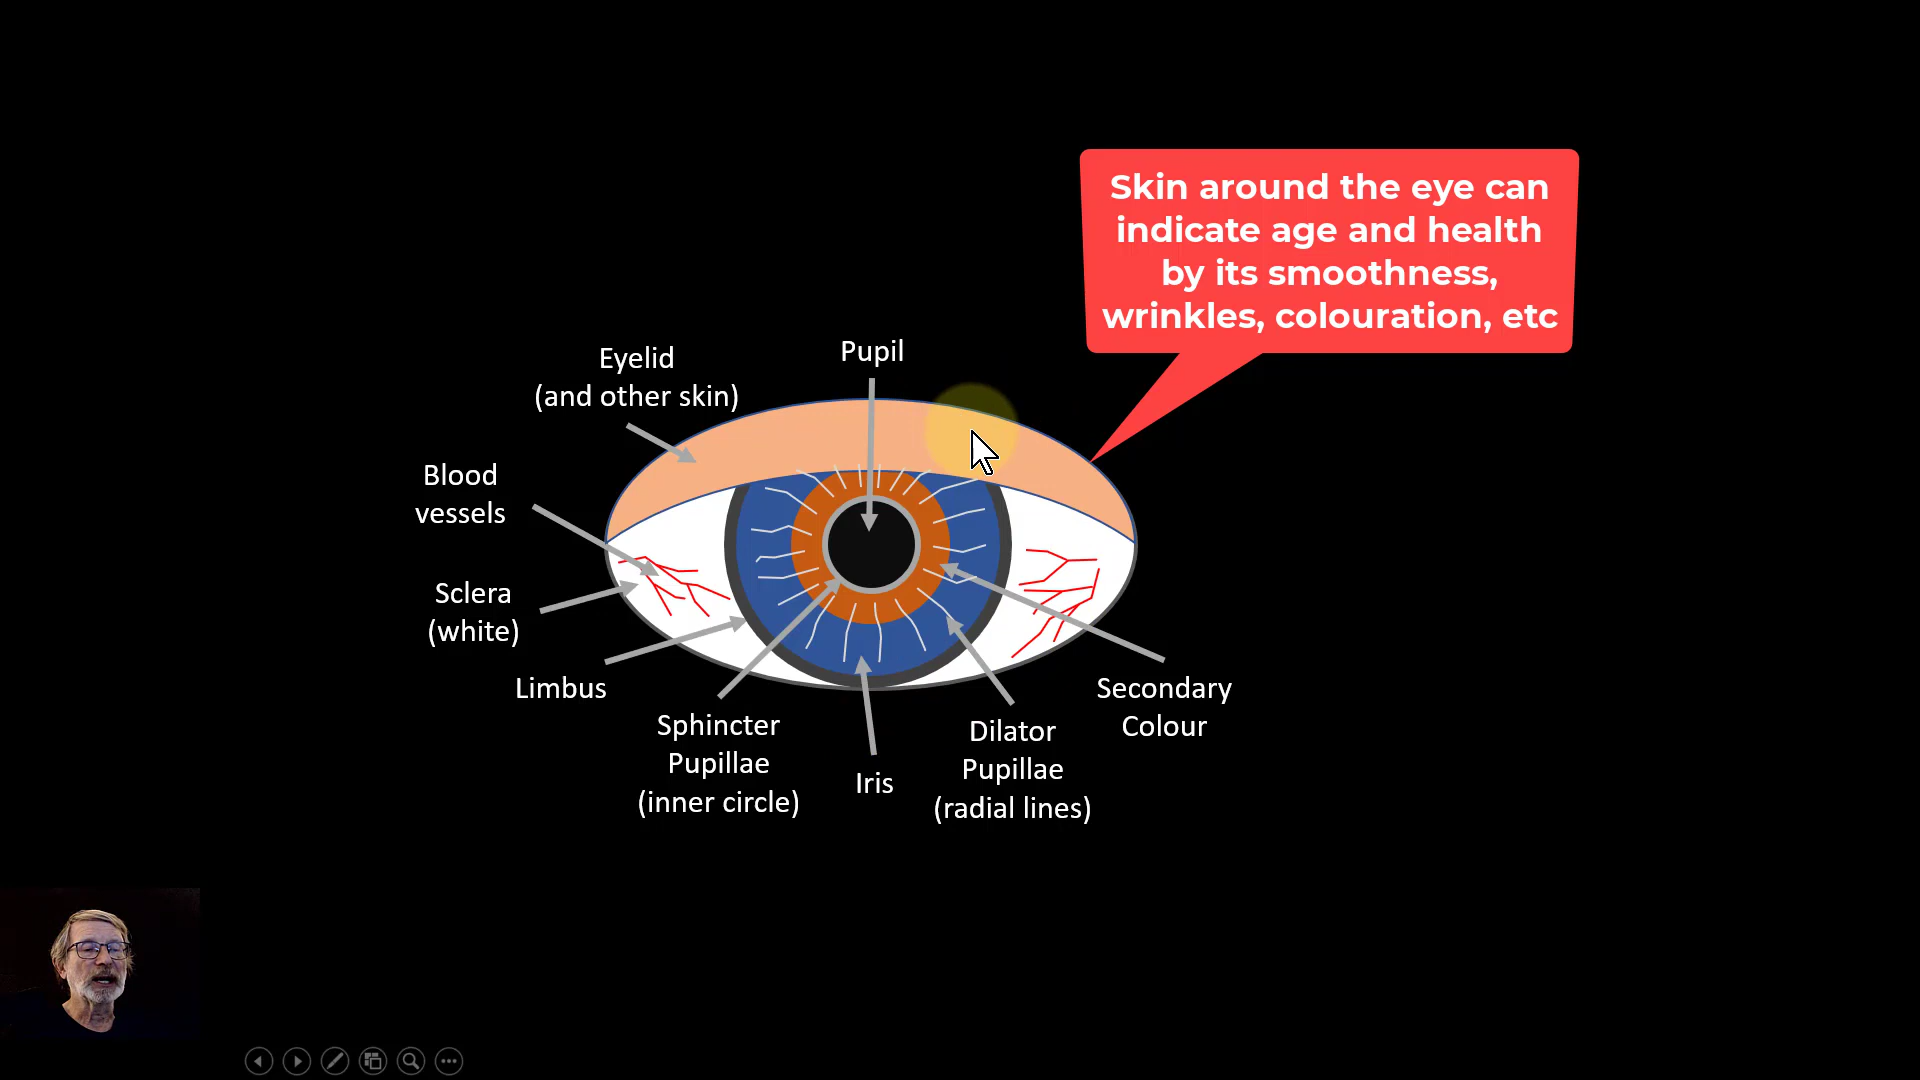 Skin around the eye can
indicate age and health
by its smoothness,
wrinkles, colouration, etc
Pupil
Eyelid
(and other skin)
Blood
vessels
Sclera
(white)
Limbus
Sphincter
Pupillae
(inner circle)
Iris
Dilator
Pupillae
(radial lines)
Secondary
Colour